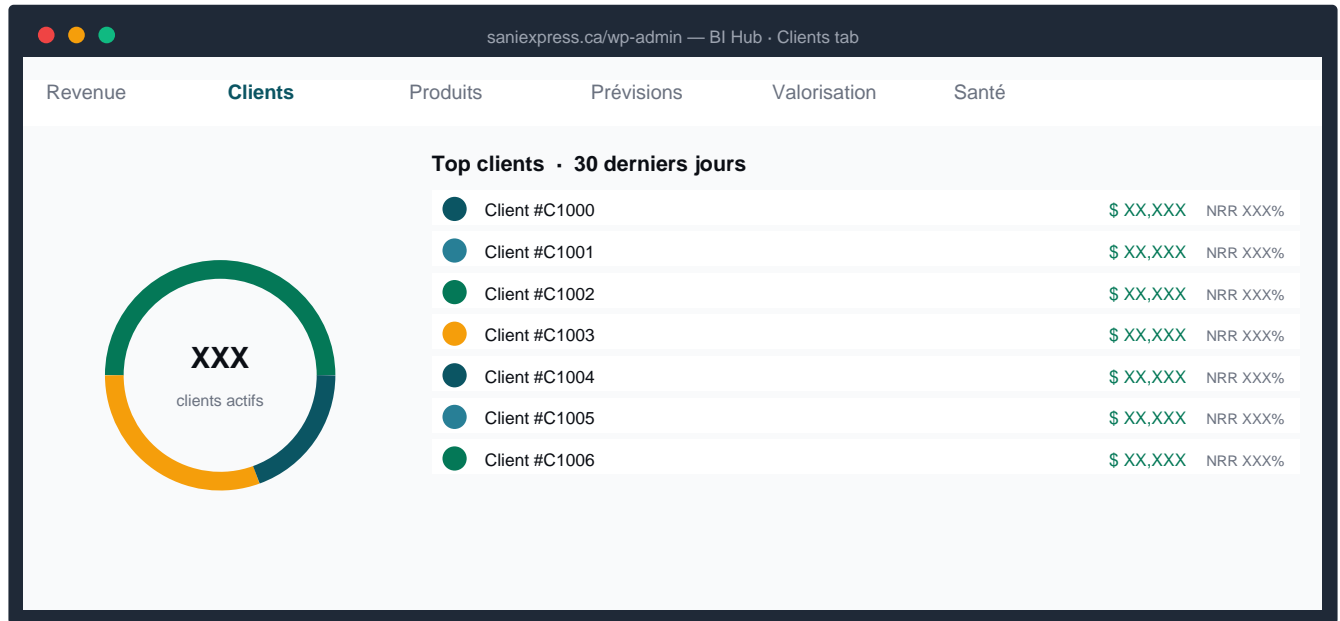 saniexpress.ca/wp-admin — BI Hub · Clients tab
Revenue Clients Produits Prévisions Valorisation Santé
XXX
clients actifs
Top clients · 30 derniers jours
Client #C1000 $ XX,XXX NRR XXX%
Client #C1001 $ XX,XXX NRR XXX%
Client #C1002 $ XX,XXX NRR XXX%
Client #C1003 $ XX,XXX NRR XXX%
Client #C1004 $ XX,XXX NRR XXX%
Client #C1005 $ XX,XXX NRR XXX%
Client #C1006 $ XX,XXX NRR XXX%